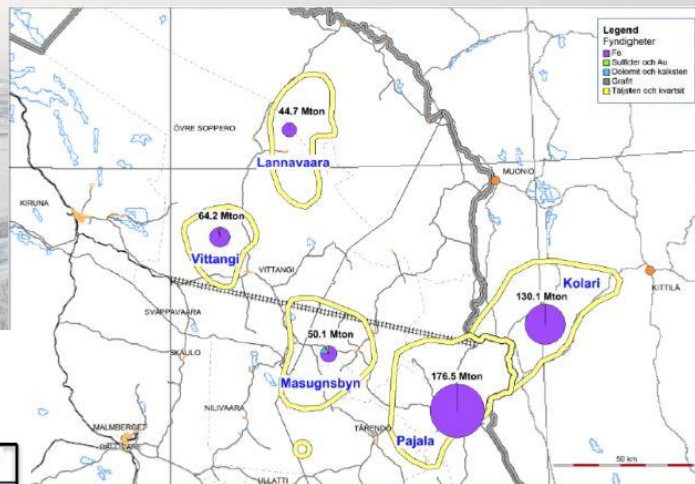 Legend
Fyndigheter
Fe
Sulfider och Au
Dolomit och kalksten
Grafit
Täljsten och kvartsit
44.7 Mton
ÖVRE SOPPERO
Lannavaara
MUONIO
KIRUNA
64.2 Mton
Vittangi
VITTANGI
Kolari
KITTILÄ
130.1 Mton
SVAPPAVAARA
50.1 Mton
SKAULO
Masugnsbyn
176.5 Mton
NILIVAARA
MALMBERGET
TÄRENDÖ
Pajala
50 km
ULLATTI